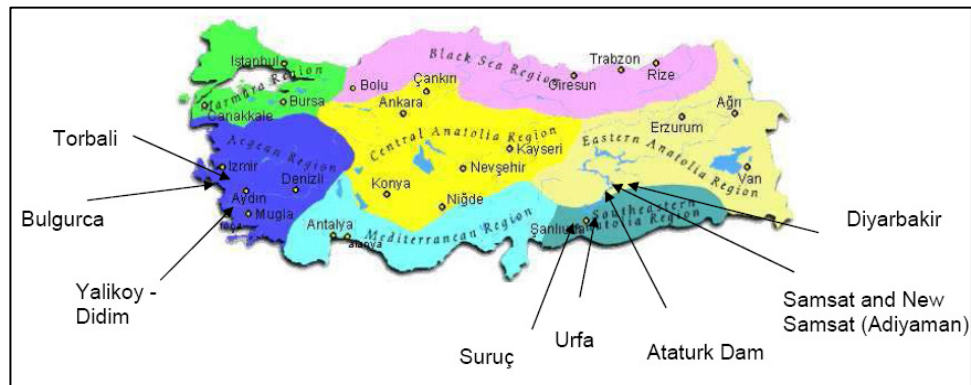 Istanbul
Marmara Region
Bursa
Canakkale
Black Sea Region
Bolu
Çankırı
Ankara
Giresun
Trabzon
Rize
Ağrı
Erzurum
Eastern Anatolia Region
Van
Central Anatolia Region
Kayseri
Nevşehir
Konya
Niğde
Aegean Region
Izmir
Denizli
Aydın
Mugla
Antalya
alanya
Mediterranean Region
Southeastern
Region
Torbali
Bulgurca
Yalikoy -
Didim
Suruç
Urfa
Ataturk Dam
Samsat and New
Samsat (Adiyaman)
Diyarbakir